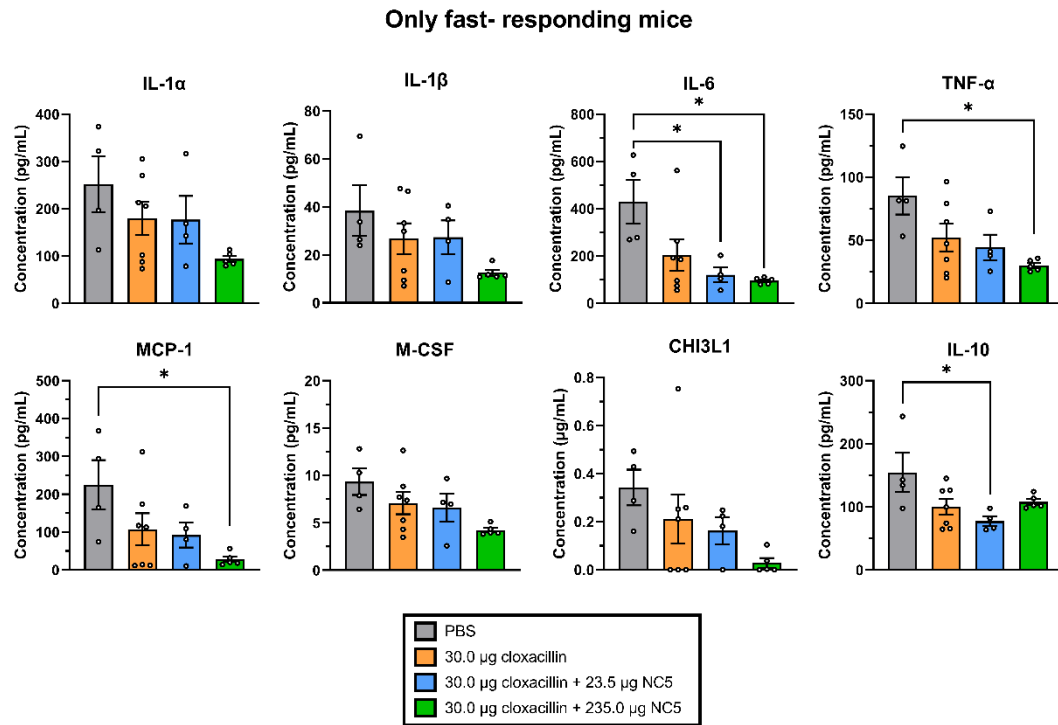 Only fast- responding mice
IL-1α
Concentration (pg/mL)
400
300
200
100
0
IL-1β
Concentration (pg/mL)
80
60
40
20
0
IL-6
Concentration (pg/mL)
800
600
400
200
0
*
*
TNF-α
Concentration (pg/mL)
150
100
50
0
*
MCP-1
Concentration (pg/mL)
500
400
300
200
100
0
*
M-CSF
Concentration (pg/mL)
20
15
10
5
0
CHI3L1
Concentration (µg/mL)
0.8
0.6
0.4
0.2
0.0
IL-10
Concentration (pg/mL)
300
200
100
0
*
PBS
30.0 µg cloxacillin
30.0 µg cloxacillin + 23.5 µg NC5
30.0 µg cloxacillin + 235.0 µg NC5